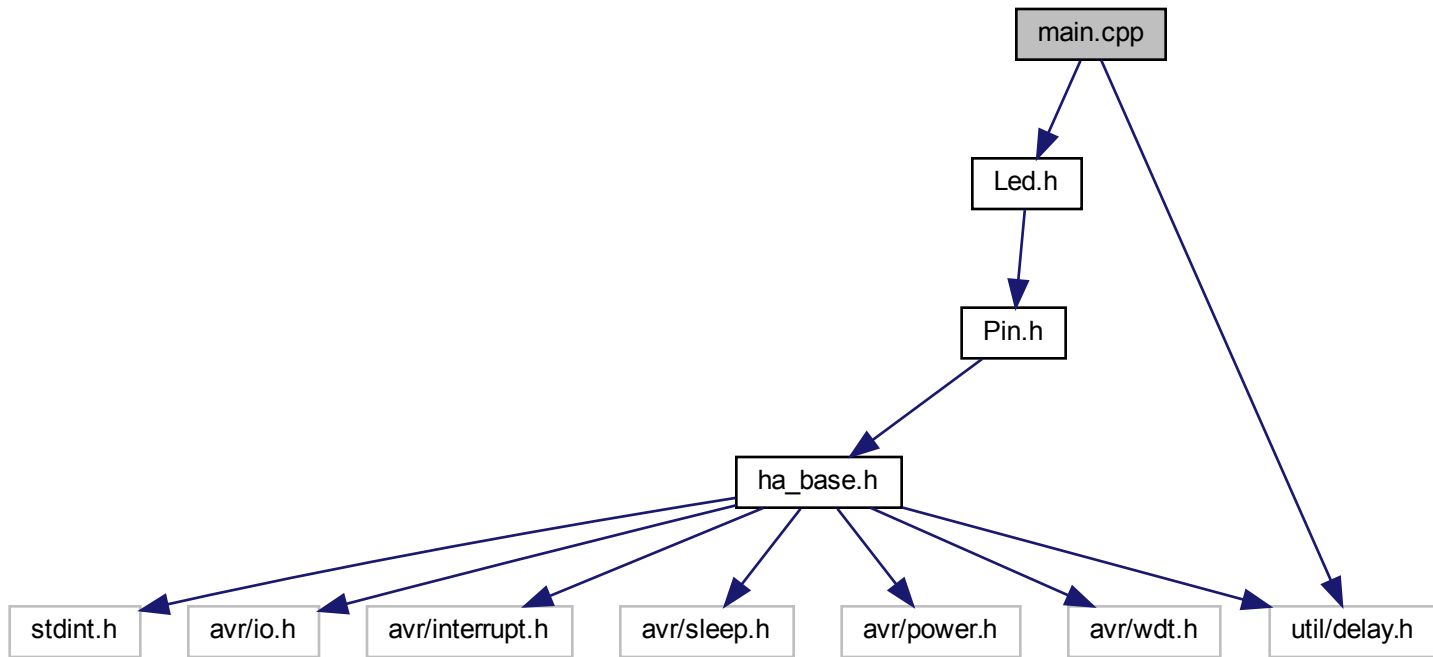 main.cpp
Led.h
Pin.h
ha_base.h
stdint.h
avr/io.h
avr/interrupt.h
avr/sleep.h
avr/power.h
avr/wdt.h
util/delay.h